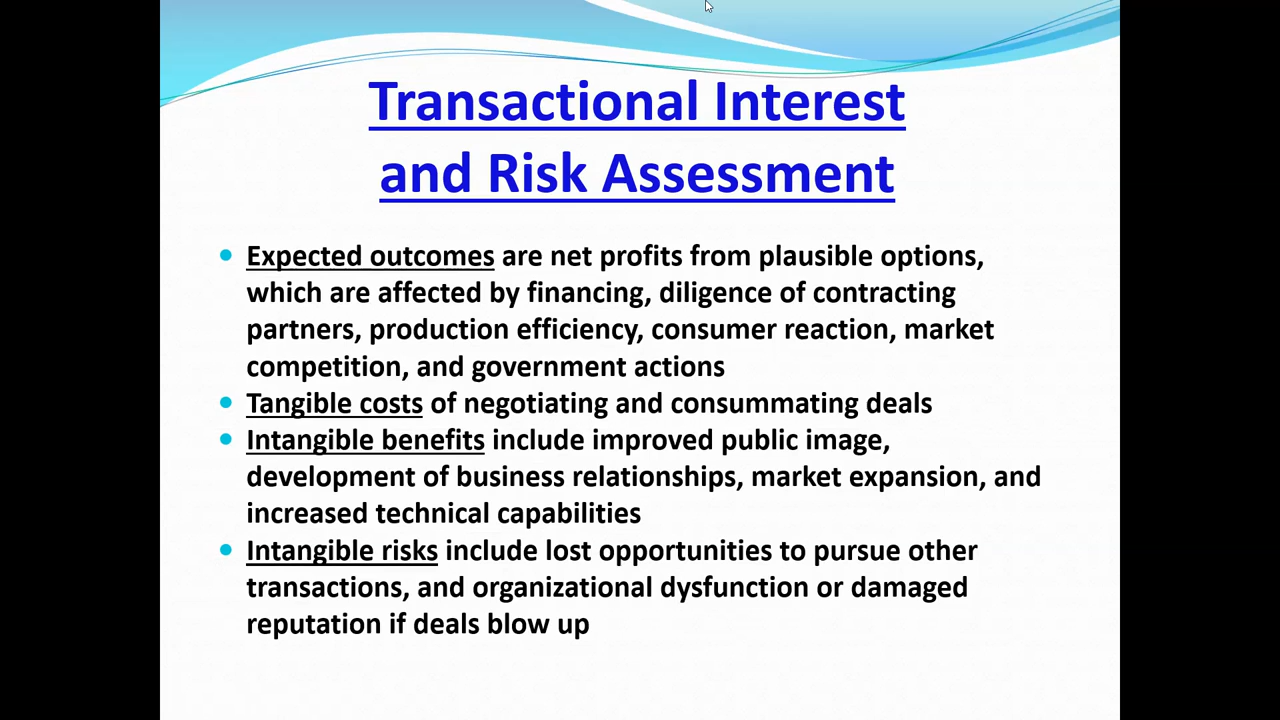 Transactional Interest
and Risk Assessment
• Expected outcomes are net profits from plausible options,
which are affected by financing, diligence of contracting
partners, production efficiency, consumer reaction, market
competition, and government actions
• Tangible costs of negotiating and consummating deals
• Intangible benefits include improved public image,
development of business relationships, market expansion, and
increased technical capabilities
• Intangible risks include lost opportunities to pursue other
transactions, and organizational dysfunction or damaged
reputation if deals blow up